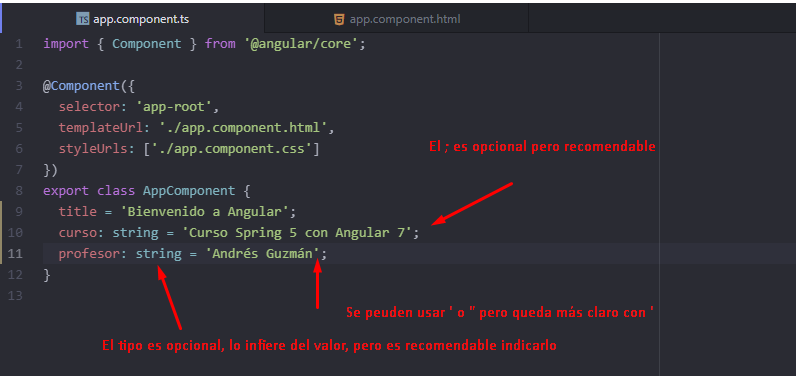 TS app.component.ts
5 app.component.html
1 import { Component } from '@angular/core';
2
3 @Component({
4   selector: 'app-root',
5   templateUrl: './app.component.html',
6   styleUrls: ['./app.component.css']
El ; es opcional pero recomendable
7 })
8 export class AppComponent {
9   title = 'Bienvenido a Angular';
10   curso: string = 'Curso Spring 5 con Angular 7';
11   profesor: string = 'Andrés Guzmán';
12 }
13
Se peuden usar ' o " pero queda más claro con '
El tipo es opcional, lo infiere del valor, pero es recomendable indicarlo